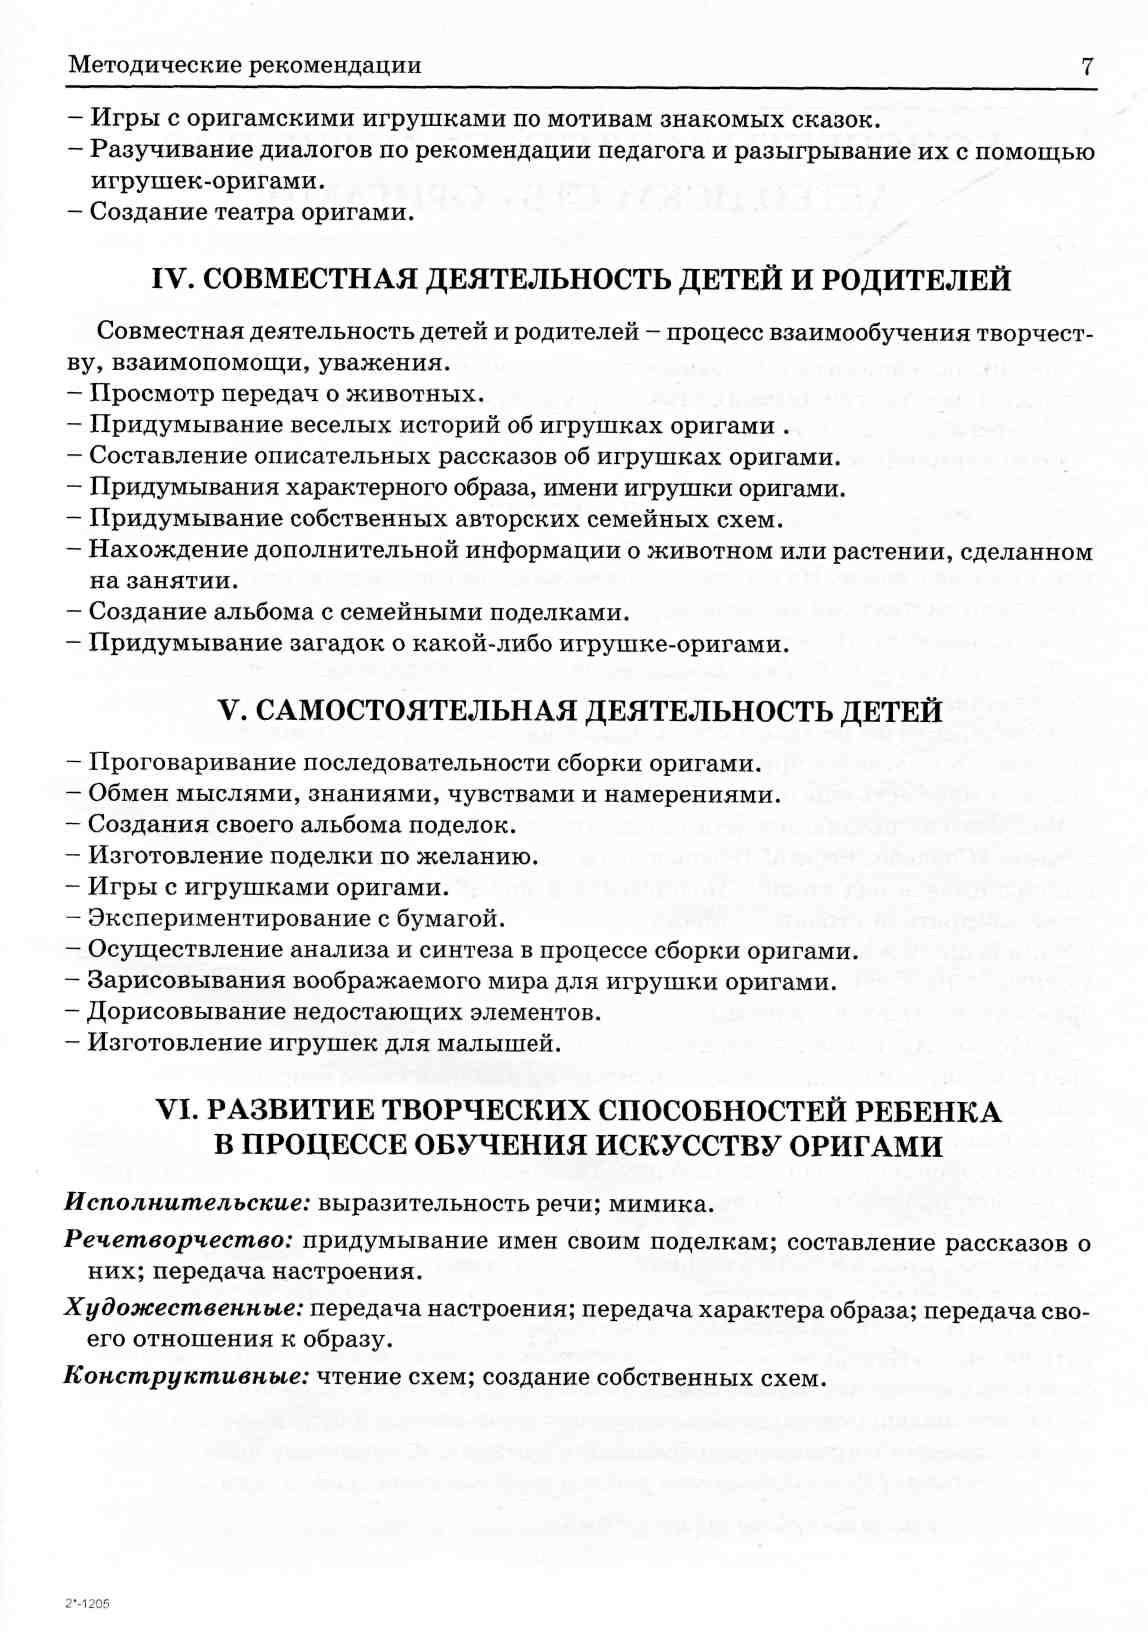 Методические рекомендации 7
– Игры с оригамскими игрушками по мотивам знакомых сказок.
– Разучивание диалогов по рекомендации педагога и разыгрывание их с помощью
игрушек-оригами.
– Создание театра оригами.
IV. СОВМЕСТНАЯ ДЕЯТЕЛЬНОСТЬ ДЕТЕЙ И РОДИТЕЛЕЙ
Совместная деятельность детей и родителей – процесс взаимообучения творчест-
ву, взаимопомощи, уважения.
– Просмотр передач о животных.
– Придумывание веселых историй об игрушках оригами .
– Составление описательных рассказов об игрушках оригами.
– Придумывания характерного образа, имени игрушки оригами.
– Придумывание собственных авторских семейных схем.
– Нахождение дополнительной информации о животном или растении, сделанном
на занятии.
– Создание альбома с семейными поделками.
– Придумывание загадок о какой-либо игрушке-оригами.
V. САМОСТОЯТЕЛЬНАЯ ДЕЯТЕЛЬНОСТЬ ДЕТЕЙ
– Проговаривание последовательности сборки оригами.
– Обмен мыслями, знаниями, чувствами и намерениями.
– Создания своего альбома поделок.
– Изготовление поделки по желанию.
– Игры с игрушками оригами.
– Экспериментирование с бумагой.
– Осуществление анализа и синтеза в процессе сборки оригами.
– Зарисовывания воображаемого мира для игрушки оригами.
– Дорисовывание недостающих элементов.
– Изготовление игрушек для малышей.
VI. РАЗВИТИЕ ТВОРЧЕСКИХ СПОСОБНОСТЕЙ РЕБЕНКА
В ПРОЦЕССЕ ОБУЧЕНИЯ ИСКУССТВУ ОРИГАМИ
Исполнительские: выразительность речи; мимика.
Речетворчество: придумывание имен своим поделкам; составление рассказов о
них; передача настроения.
Художественные: передача настроения; передача характера образа; передача сво-
его отношения к образу.
Конструктивные: чтение схем; создание собственных схем.
2*-1205